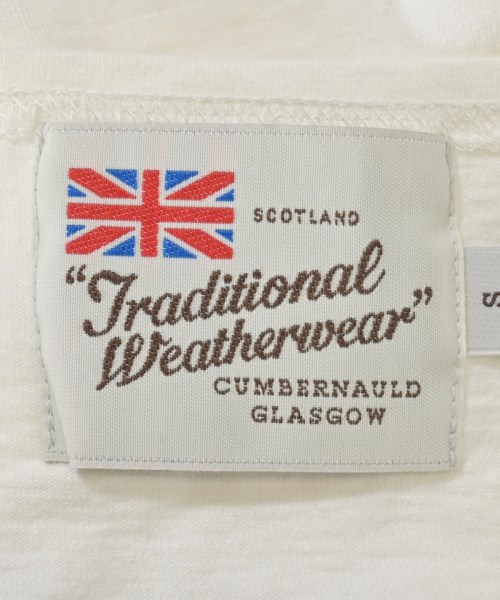 SCOTLAND
"Traditional
Weatherwear"
CUMBERNAULD
GLASGOW
S